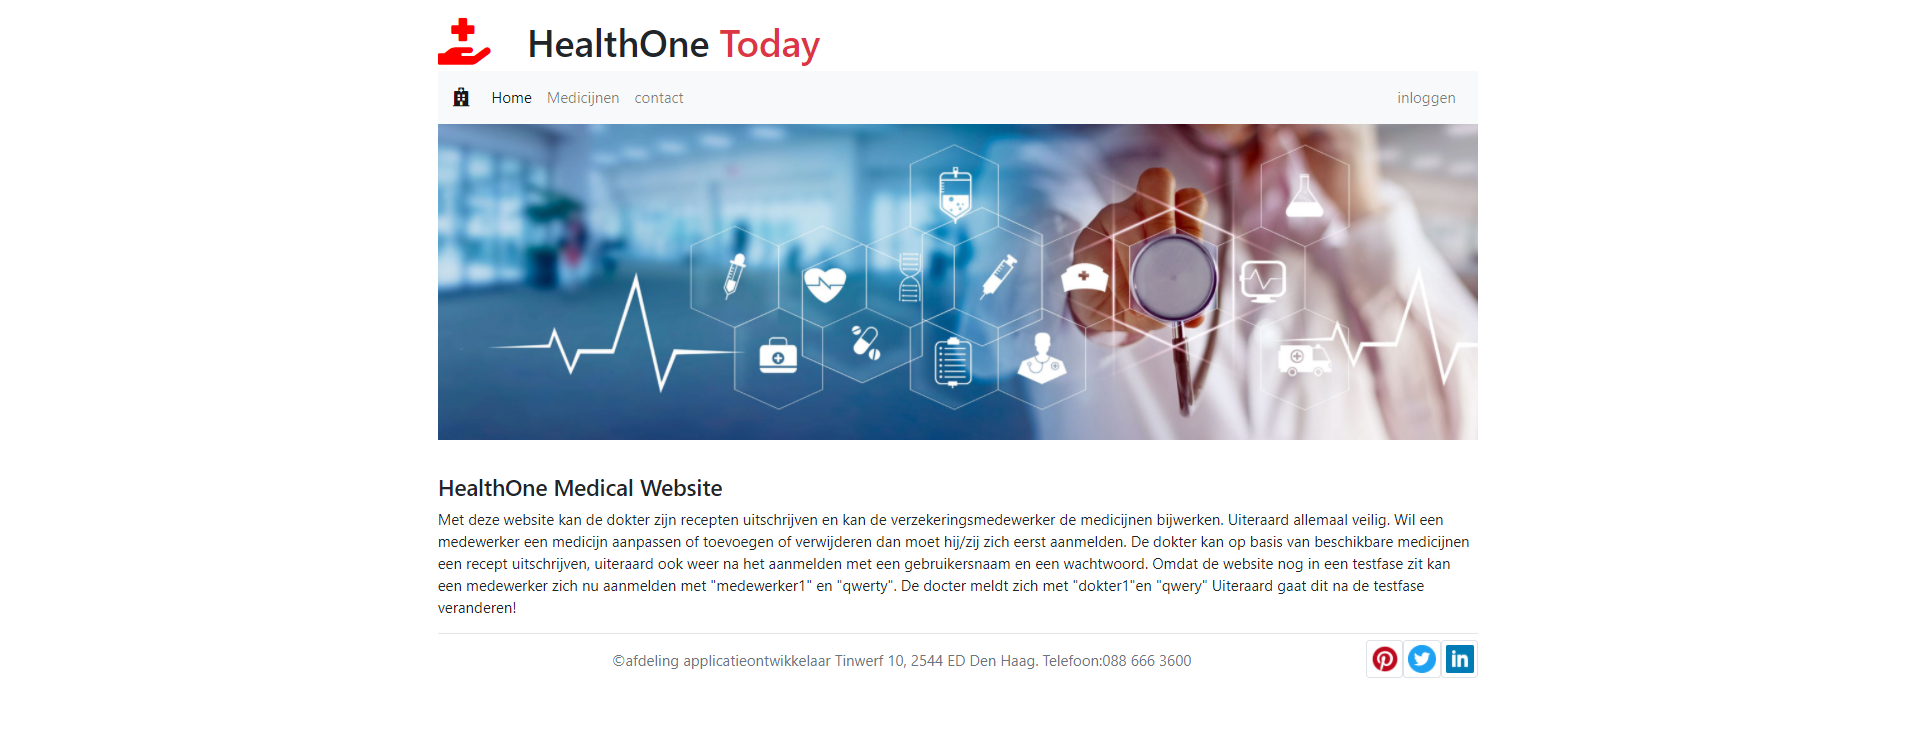 HealthOne Today
Home Medicijnen contact inloggen
HealthOne Medical Website
Met deze website kan de dokter zijn recepten uitschrijven en kan de verzekeringsmedewerker de medicijnen bijwerken. Uiteraard allemaal veilig. Wil een
medewerker een medicijn aanpassen of toevoegen of verwijderen dan moet hij/zij zich eerst aanmelden. De dokter kan op basis van beschikbare medicijnen
een recept uitschrijven, uiteraard ook weer na het aanmelden met een gebruikersnaam en een wachtwoord. Omdat de website nog in een testfase zit kan
een medewerker zich nu aanmelden met "medewerker1" en "qwerty". De docter meldt zich met "dokter1"en "qwery" Uiteraard gaat dit na de testfase
veranderen!
©afdeling applicatieontwikkelaar Tinwerf 10, 2544 ED Den Haag. Telefoon:088 666 3600
in